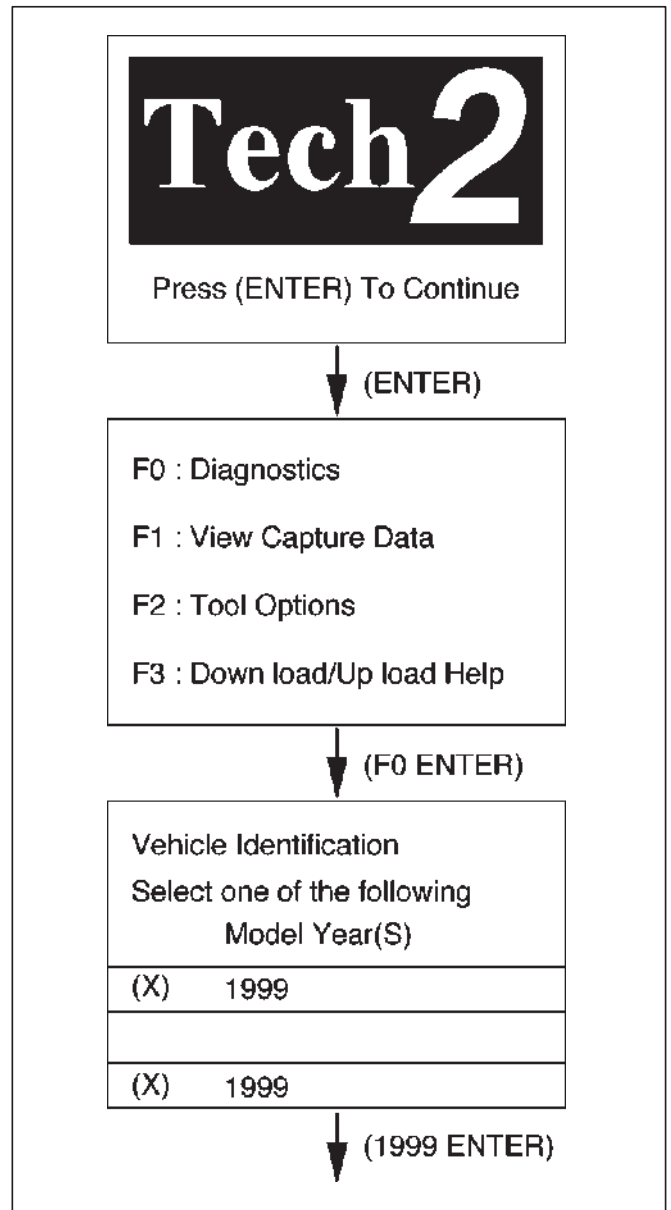 Tech 2
Press (ENTER) To Continue
(ENTER)
F0 : Diagnostics
F1 : View Capture Data
F2 : Tool Options
F3 : Down load/Up load Help
(F0 ENTER)
Vehicle Identification
Select one of the following
Model Year(S)
(X) 1999
(X) 1999
(1999 ENTER)